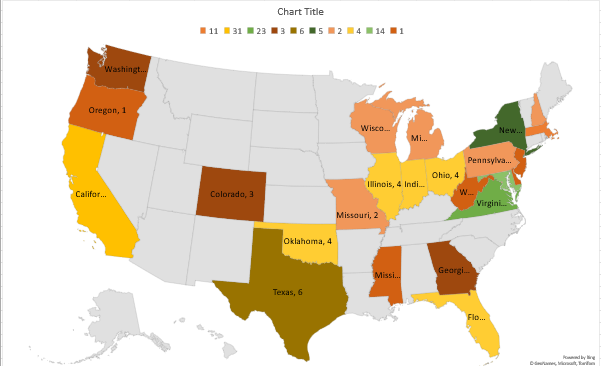 Chart Title
11 31 23 3 6 5 2 4 14 1
Washingt...
Oregon, 1
Califor...
Colorado, 3
Texas, 6
Oklahoma, 4
Missouri, 2
Wisco...
Mi...
Illinois, 4
Indi...
Ohio, 4
Pennsylva...
New...
W...
Virgini...
Missi...
Georgi...
Flo...
Powered by Bing
© GeoNames, Microsoft, TomTom